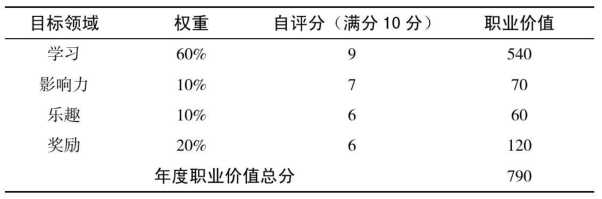 目标领域 权重 自评分（满分10分） 职业价值
学习 60% 9 540
影响力 10% 7 70
乐趣 10% 6 60
奖励 20% 6 120
年度职业价值总分 790